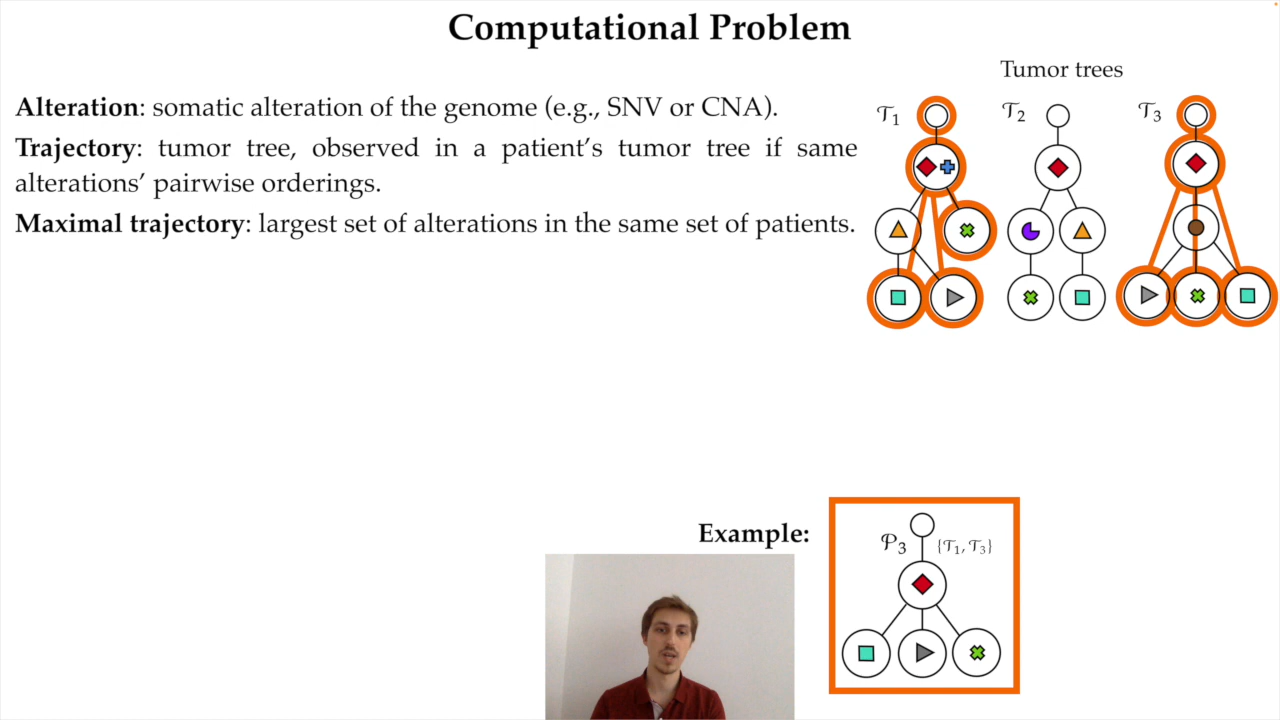 Computational Problem
Tumor trees
Alteration: somatic alteration of the genome (e.g., SNV or CNA).
Trajectory: tumor tree, observed in a patient's tumor tree if same
alterations' pairwise orderings.
Maximal trajectory: largest set of alterations in the same set of patients.
𝒯₁
𝒯₂
𝒯₃
Example:
𝒫₃
{𝒯₁, 𝒯₃}